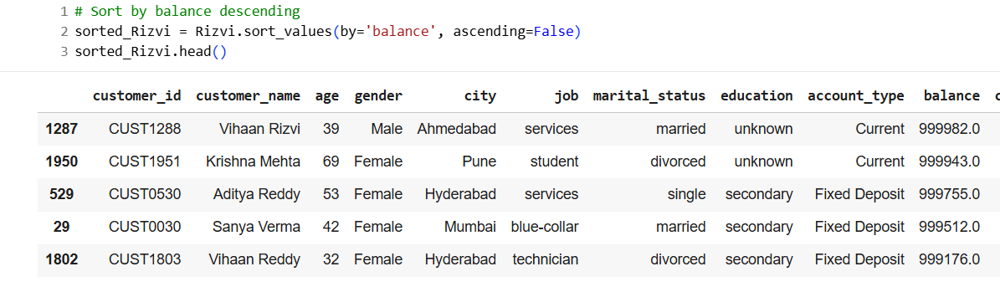 1 # Sort by balance descending
2 sorted_Rizvi = Rizvi.sort_values(by='balance', ascending=False)
3 sorted_Rizvi.head()
customer_id customer_name age gender city job marital_status education account_type balance
1287 CUST1288 Vihaan Rizvi 39 Male Ahmedabad services married unknown Current 999982.0
1950 CUST1951 Krishna Mehta 69 Female Pune student divorced unknown Current 999943.0
529 CUST0530 Aditya Reddy 53 Female Hyderabad services single secondary Fixed Deposit 999755.0
29 CUST0030 Sanya Verma 42 Female Mumbai blue-collar married secondary Fixed Deposit 999512.0
1802 CUST1803 Vihaan Reddy 32 Female Hyderabad technician divorced secondary Fixed Deposit 999176.0